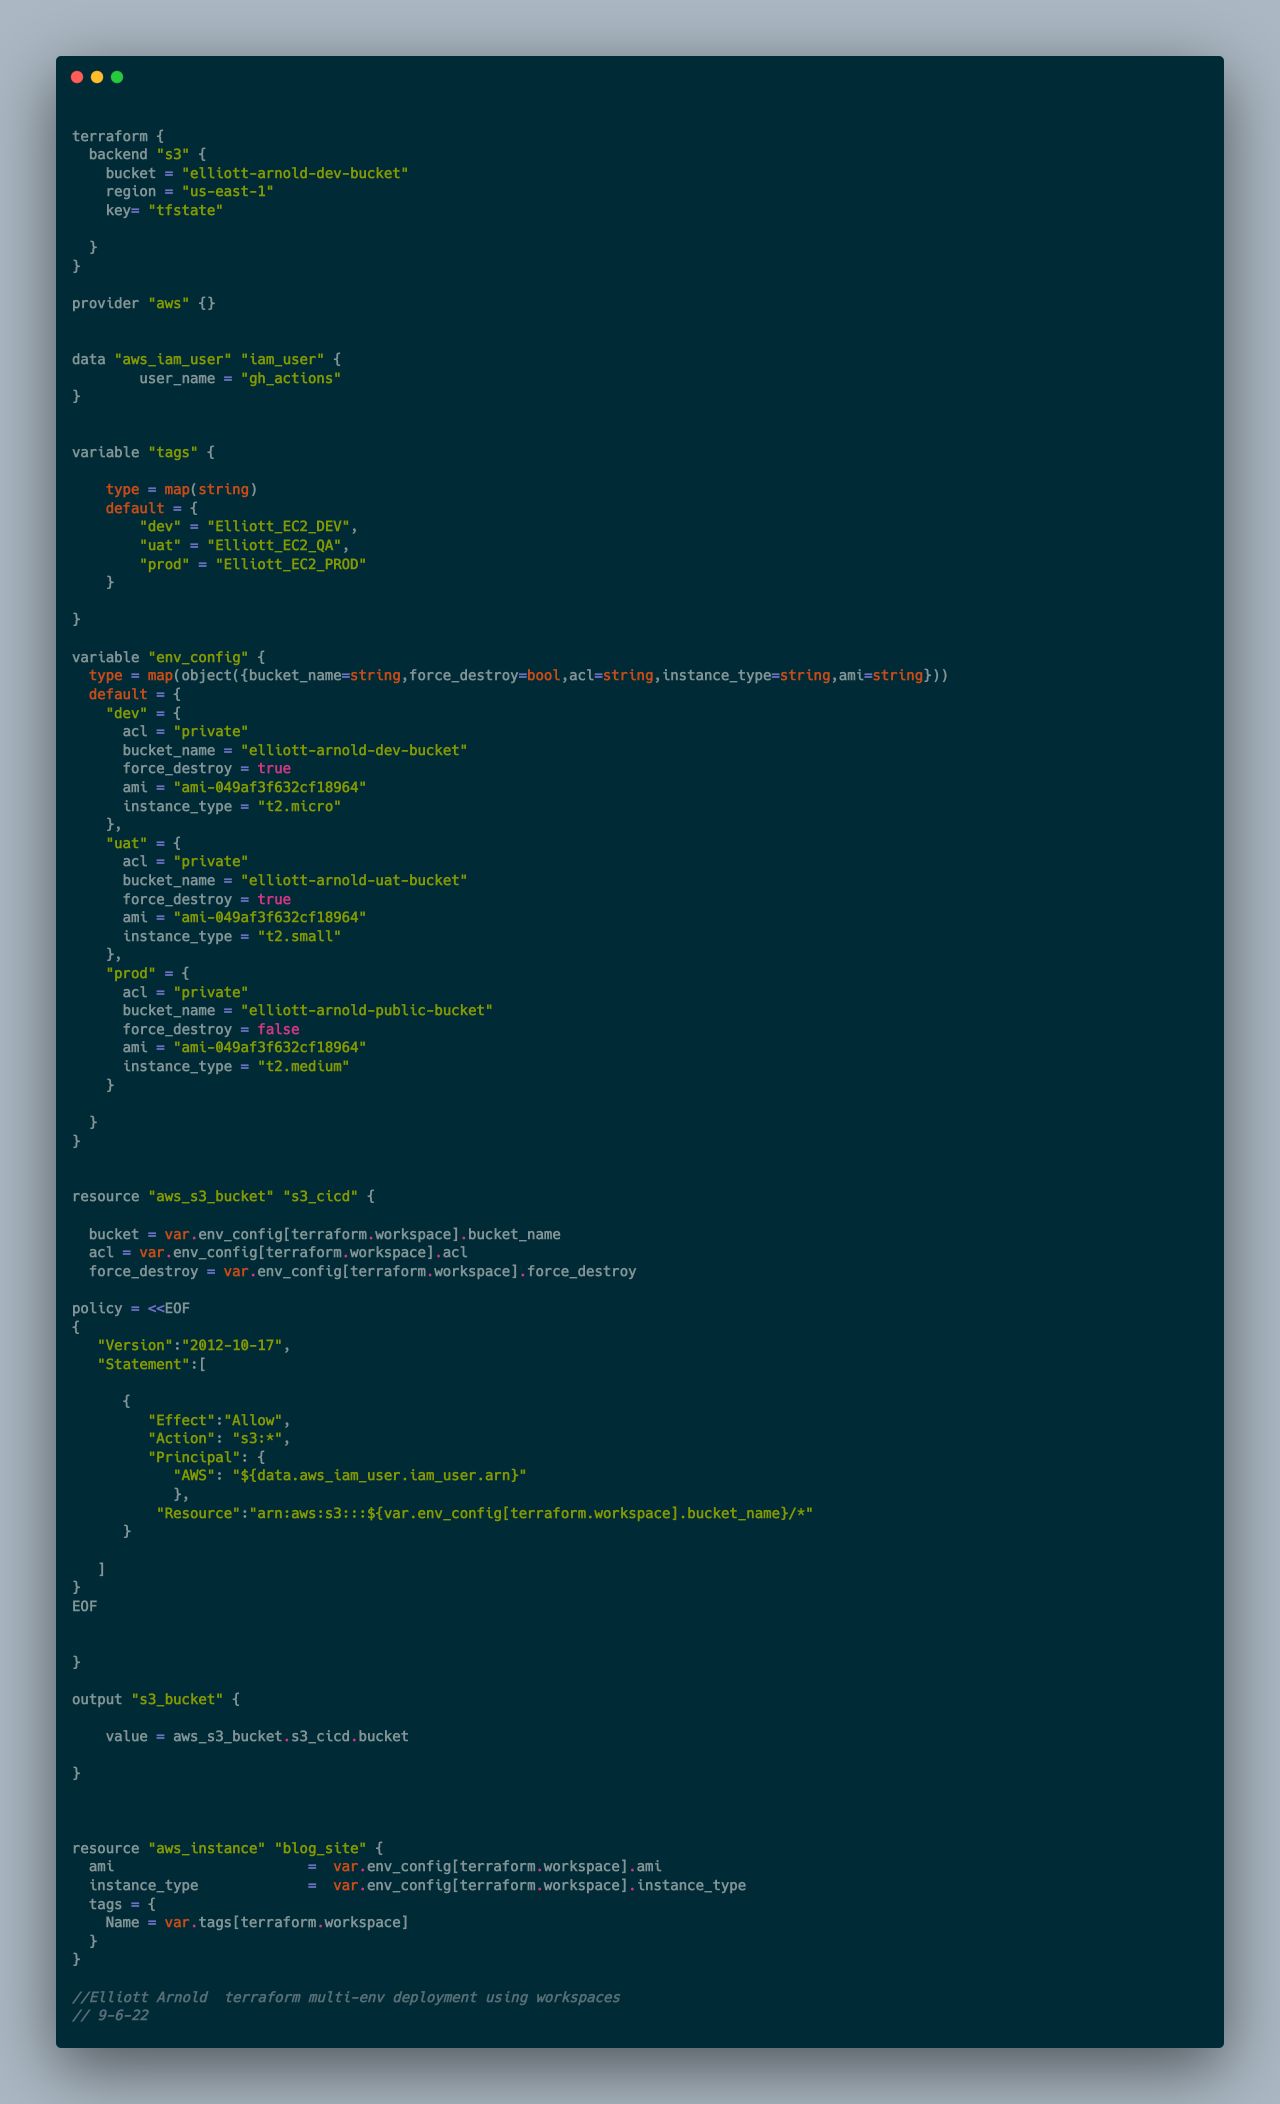 terraform {
  backend "s3" {
    bucket = "elliott-arnold-dev-bucket"
    region = "us-east-1"
    key= "tfstate"
  }
}
provider "aws" {}
data "aws_iam_user" "iam_user" {
        user_name = "gh_actions"
}
variable "tags" {
    type = map(string)
    default = {
        "dev" = "Elliott_EC2_DEV",
        "uat" = "Elliott_EC2_QA",
        "prod" = "Elliott_EC2_PROD"
    }
}
variable "env_config" {
  type = map(object({bucket_name=string,force_destroy=bool,acl=string,instance_type=string,ami=string}))
  default = {
    "dev" = {
      acl = "private"
      bucket_name = "elliott-arnold-dev-bucket"
      force_destroy = true
      ami = "ami-049af3f632cf18964"
      instance_type = "t2.micro"
    },
    "uat" = {
      acl = "private"
      bucket_name = "elliott-arnold-uat-bucket"
      force_destroy = true
      ami = "ami-049af3f632cf18964"
      instance_type = "t2.small"
    },
    "prod" = {
      acl = "private"
      bucket_name = "elliott-arnold-public-bucket"
      force_destroy = false
      ami = "ami-049af3f632cf18964"
      instance_type = "t2.medium"
    }
  }
}
resource "aws_s3_bucket" "s3_cicd" {
  bucket = var.env_config[terraform.workspace].bucket_name
  acl = var.env_config[terraform.workspace].acl
  force_destroy = var.env_config[terraform.workspace].force_destroy
policy = <<EOF
{
   "Version":"2012-10-17",
   "Statement":[
      {
         "Effect":"Allow",
         "Action": "s3:*",
         "Principal": {
            "AWS": "${data.aws_iam_user.iam_user.arn}"
            },
          "Resource":"arn:aws:s3:::${var.env_config[terraform.workspace].bucket_name}/*"
      }
   ]
}
EOF
}
output "s3_bucket" {
    value = aws_s3_bucket.s3_cicd.bucket
}
resource "aws_instance" "blog_site" {
  ami                       =  var.env_config[terraform.workspace].ami
  instance_type             =  var.env_config[terraform.workspace].instance_type
  tags = {
    Name = var.tags[terraform.workspace]
  }
}
//Elliott Arnold  terraform multi-env deployment using workspaces
// 9-6-22